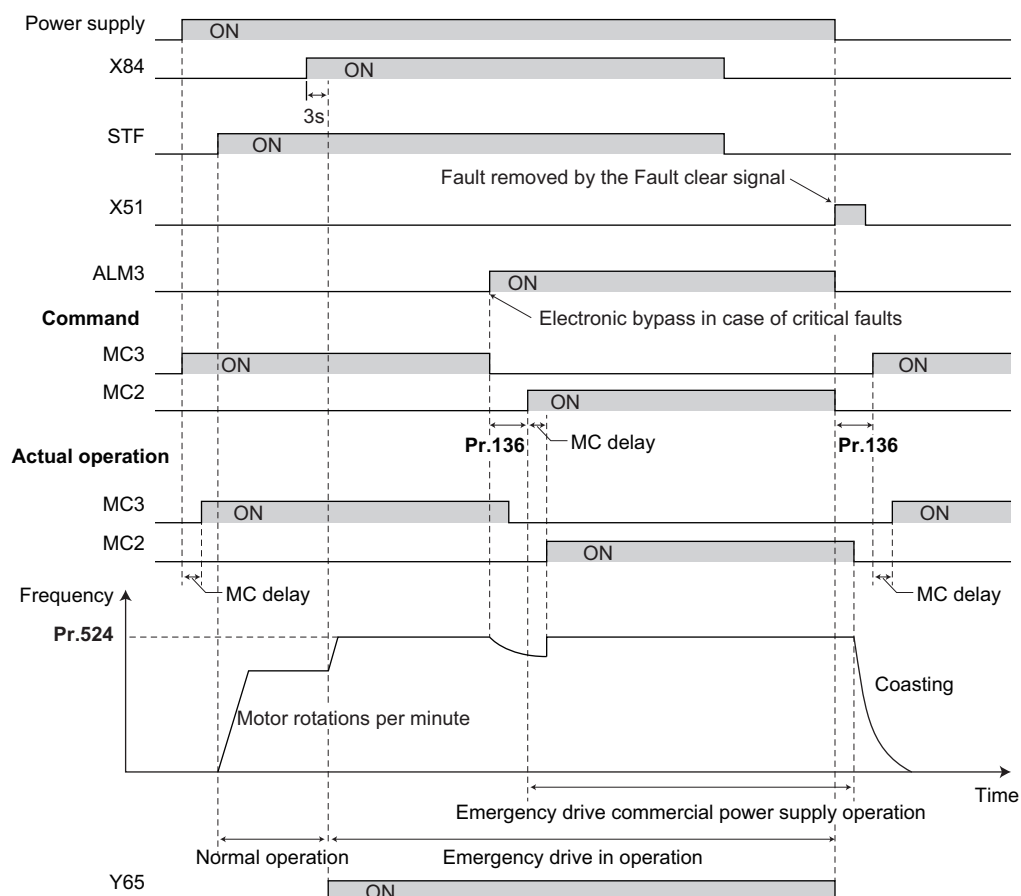 Power supply
ON
X84
ON
3s
STF
ON
Fault removed by the Fault clear signal
X51
ALM3
ON
Electronic bypass in case of critical faults
Command
MC3
ON
ON
MC2
ON
Pr.136
MC delay
Pr.136
Actual operation
MC3
ON
ON
MC2
ON
MC delay
MC delay
Frequency
Pr.524
Coasting
Motor rotations per minute
Time
Emergency drive commercial power supply operation
Normal operation
Emergency drive in operation
Y65
ON